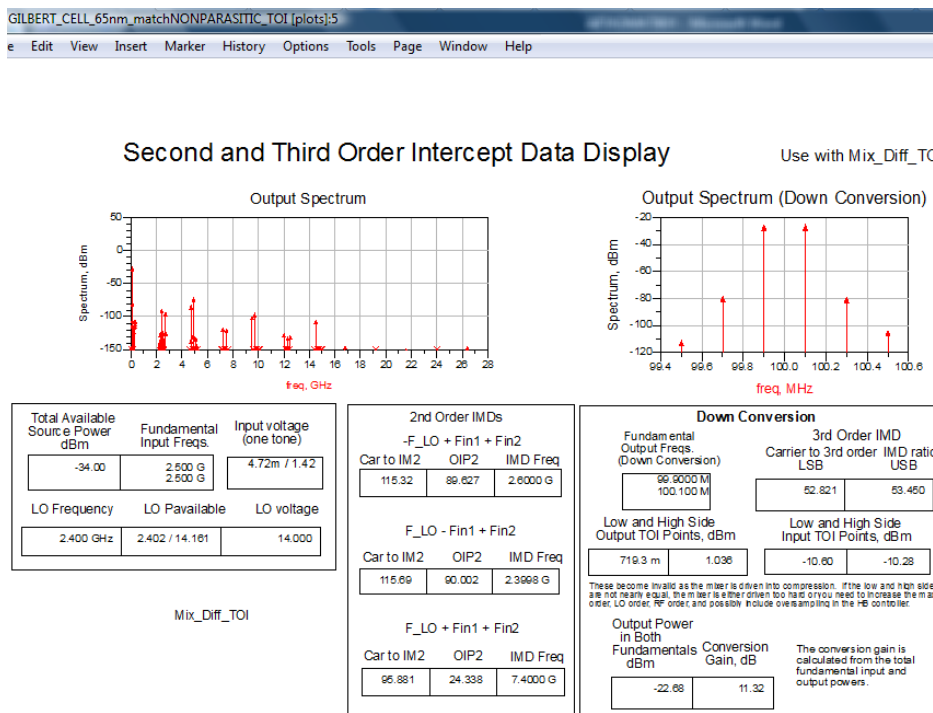 GILBERT_CELL_65nm_matchNONPARASITIC_TOI [plots]:5
e Edit View Insert Marker History Options Tools Page Window Help
Second and Third Order Intercept Data Display
Use with Mix_Diff_TO
Output Spectrum
50
0
-50
-100
-150
Spectrum, dBm
0 2 4 6 8 10 12 14 16 18 20 22 24 26 28
freq, GHz
Output Spectrum (Down Conversion)
-20
-40
-60
-80
-100
-120
Spectrum, dBm
99.4 99.6 99.8 100.0 100.2 100.4 100.6
freq, MHz
Total Available
Source Power
dBm
Fundamental
Input Freqs.
Input voltage
(one tone)
-34.00
2.500 G
2.500 G
4.72m / 1.42
LO Frequency LO Pavailable LO voltage
2.400 GHz 2.402 / 14.161 14.000
Mix_Diff_TOI
2nd Order IMDs
-F_LO + Fin1 + Fin2
Car to IM2 OIP2 IMD Freq
115.32 89.627 2.6000 G
F_LO - Fin1 + Fin2
Car to IM2 OIP2 IMD Freq
115.69 90.002 2.3998 G
F_LO + Fin1 + Fin2
Car to IM2 OIP2 IMD Freq
95.881 24.338 7.4000 G
Down Conversion
Fundamental
Output Freqs.
(Down Conversion)
99.9000 M
100.100 M
3rd Order IMD
Carrier to 3rd order IMD ratio
LSB USB
52.821 53.450
Low and High Side
Output TOI Points, dBm
719.3 m 1.036
Low and High Side
Input TOI Points, dBm
-10.60 -10.28
These become invalid as the mixer is driven into compression. If the low and high side
are not nearly equal, the mixer is either driven too hard or you need to increase the ma
order, LO order, RF order, and possibly include oversampling in the HB controller.
Output Power
in Both
Fundamentals
dBm
Conversion
Gain, dB
-22.68 11.32
The conversion gain is
calculated from the total
fundamental input and
output powers.